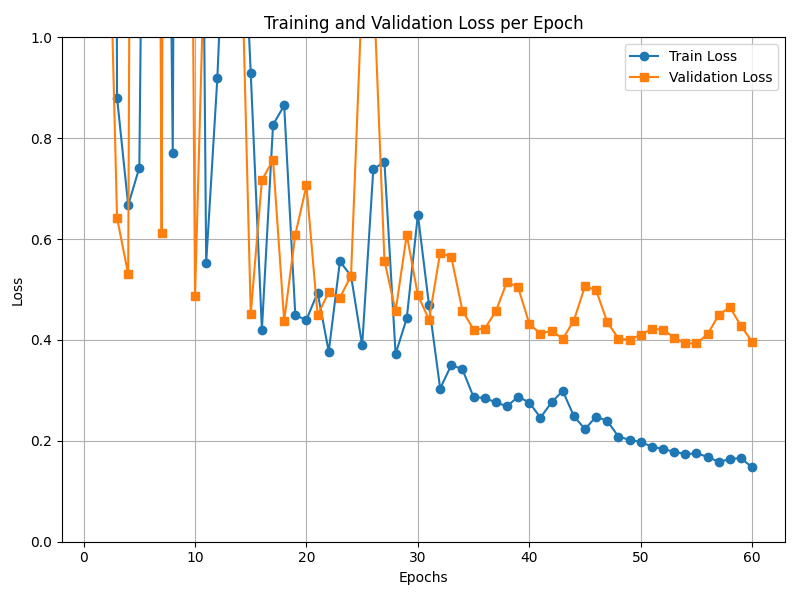 Training and Validation Loss per Epoch
Train Loss
Validation Loss
1.0
0.8
0.6
0.4
0.2
0.0
Loss
0 10 20 30 40 50 60
Epochs